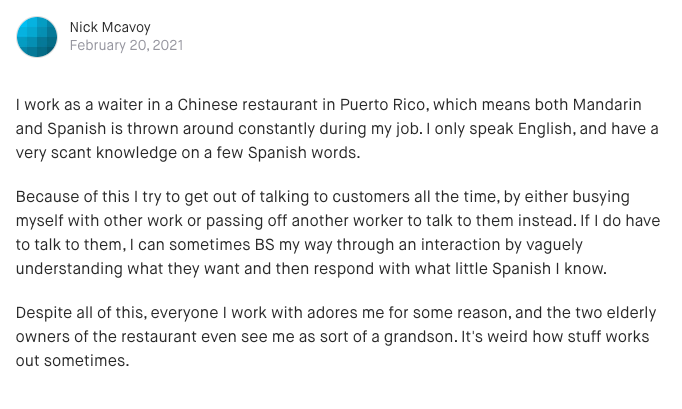 Nick Mcavoy
February 20, 2021
I work as a waiter in a Chinese restaurant in Puerto Rico, which means both Mandarin
and Spanish is thrown around constantly during my job. I only speak English, and have a
very scant knowledge on a few Spanish words.
Because of this I try to get out of talking to customers all the time, by either busying
myself with other work or passing off another worker to talk to them instead. If I do have
to talk to them, I can sometimes BS my way through an interaction by vaguely
understanding what they want and then respond with what little Spanish I know.
Despite all of this, everyone I work with adores me for some reason, and the two elderly
owners of the restaurant even see me as sort of a grandson. It's weird how stuff works
out sometimes.